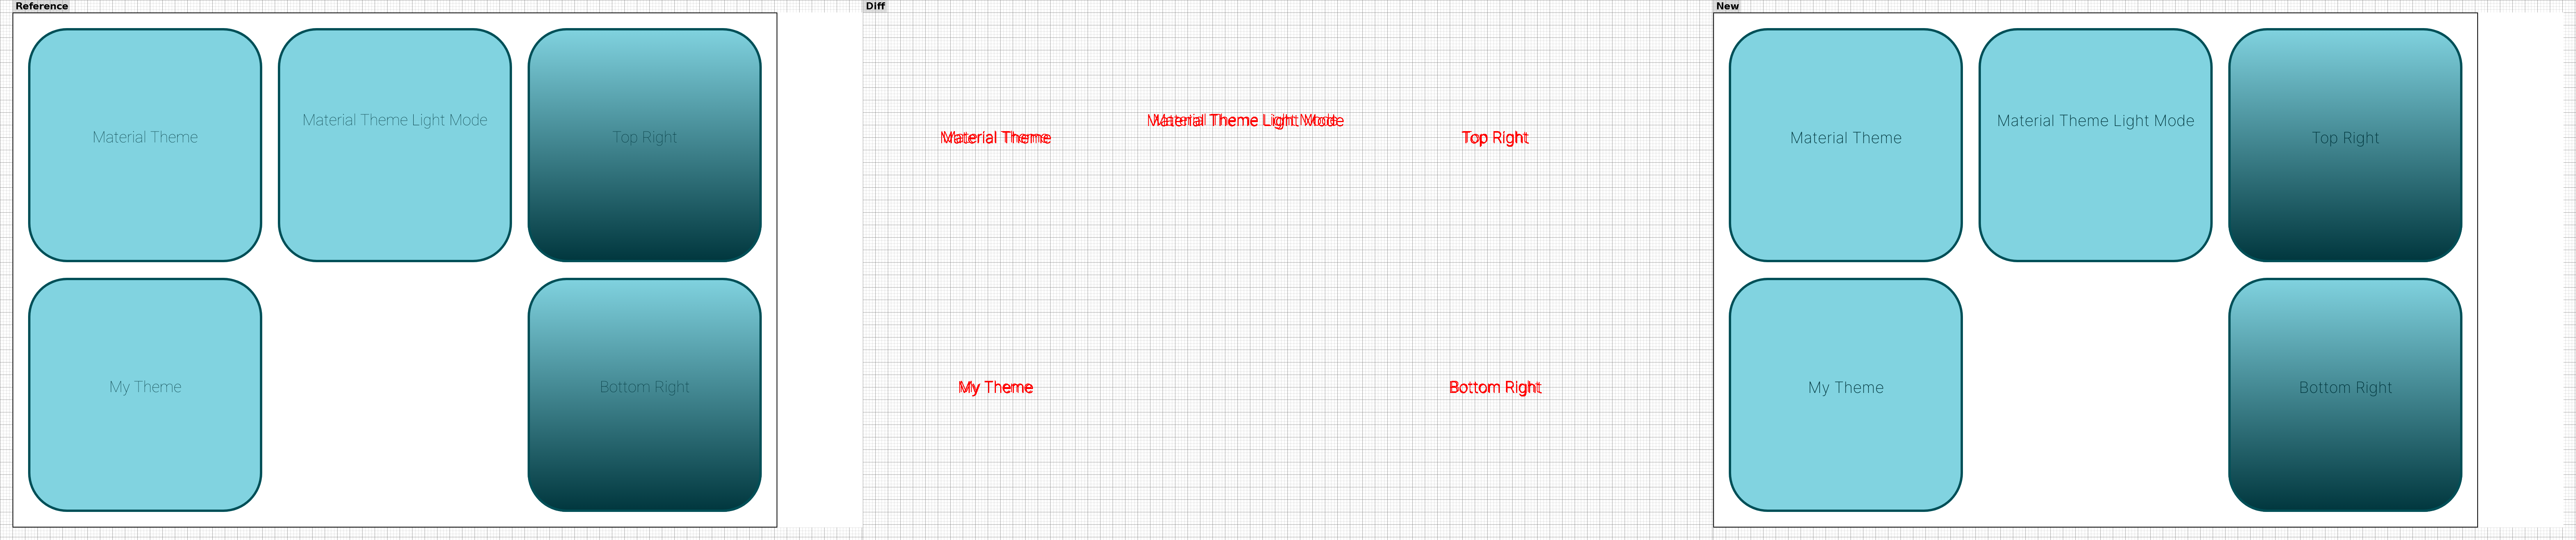 Reference
Diff
New
Material Theme
Material Theme Light Mode
Top Right
My Theme
Bottom Right
Material Theme
Material Theme Light Mode
Top Right
My Theme
Bottom Right
Material Theme
Material Theme Light Mode
Top Right
My Theme
Bottom Right